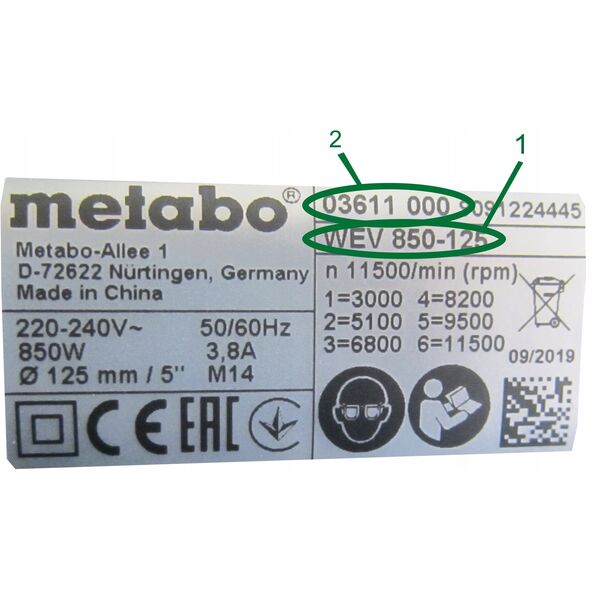 2 1
metabo®
Metabo-Allee 1
D-72622 Nürtingen, Germany
Made in China
220-240V~ 50/60Hz
850W 3,8A
Ø 125 mm / 5" M14
CE EAC
03611 000 9091224445
WEV 850-125
n 11500/min (rpm)
1=3000 4=8200
2=5100 5=9500
3=6800 6=11500
09/2019